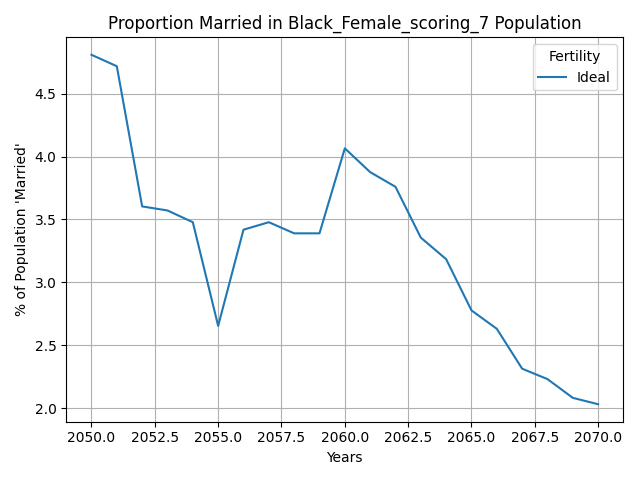 Proportion Married in Black_Female_scoring_7 Population
Fertility
Ideal
% of Population 'Married'
4.5
4.0
3.5
3.0
2.5
2.0
2050.0 2052.5 2055.0 2057.5 2060.0 2062.5 2065.0 2067.5 2070.0
Years